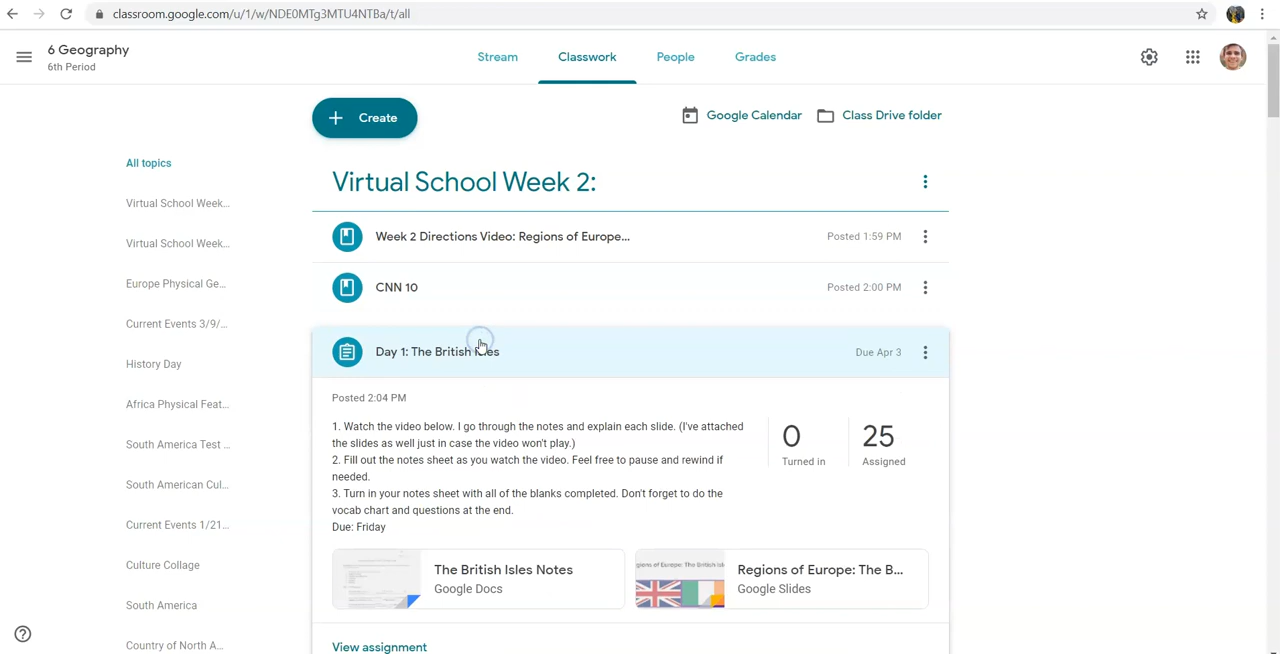 classroom.google.com/u/1/w/NDE0MTg3MTU4NTBa/t/all
6 Geography
6th Period
Stream
Classwork
People
Grades
Create
Google Calendar
Class Drive folder
All topics
Virtual School Week...
Virtual School Week...
Europe Physical Ge...
Current Events 3/9/...
History Day
Africa Physical Feat...
South America Test ...
South American Cul...
Current Events 1/21...
Culture Collage
South America
Country of North A...
Virtual School Week 2:
Week 2 Directions Video: Regions of Europe...
Posted 1:59 PM
CNN 10
Posted 2:00 PM
Day 1: The British Isles
Due Apr 3
Posted 2:04 PM
1. Watch the video below. I go through the notes and explain each slide. (I've attached
the slides as well just in case the video won't play.)
2. Fill out the notes sheet as you watch the video. Feel free to pause and rewind if
needed.
3. Turn in your notes sheet with all of the blanks completed. Don't forget to do the
vocab chart and questions at the end.
Due: Friday
0
Turned in
25
Assigned
The British Isles Notes
Google Docs
Regions of Europe: The B...
Google Slides
View assignment